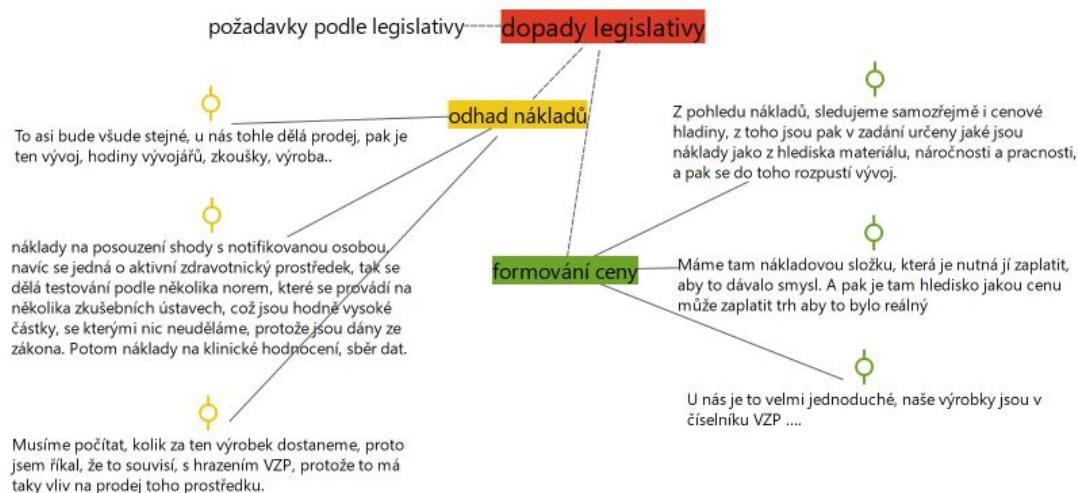 požadavky podle legislativy
dopady legislativy
odhad nákladů
To asi bude všude stejné, u nás tohle dělá prodej, pak je
ten vývoj, hodiny vývojářů, zkoušky, výroba..
náklady na posouzení shody s notifikovanou osobou,
navíc se jedná o aktivní zdravotnický prostředek, tak se
dělá testování podle několika norem, které se provádí na
několika zkušebních ústavech, což jsou hodně vysoké
částky, se kterými nic neuděláme, protože jsou dány ze
zákona. Potom náklady na klinické hodnocení, sběr dat.
Musíme počítat, kolik za ten výrobek dostaneme, proto
jsem říkal, že to souvisí, s hrazením VZP, protože to má
taky vliv na prodej toho prostředku.
Z pohledu nákladů, sledujeme samozřejmě i cenové
hladiny, z toho jsou pak v zadání určeny jaké jsou
náklady jako z hlediska materiálu, náročnosti a pracnosti,
a pak se do toho rozpustí vývoj.
formování ceny
Máme tam nákladovou složku, která je nutná jí zaplatit,
aby to dávalo smysl. A pak je tam hledisko jakou cenu
může zaplatit trh aby to bylo reálný
U nás je to velmi jednoduché, naše výrobky jsou v
číselníku VZP ....